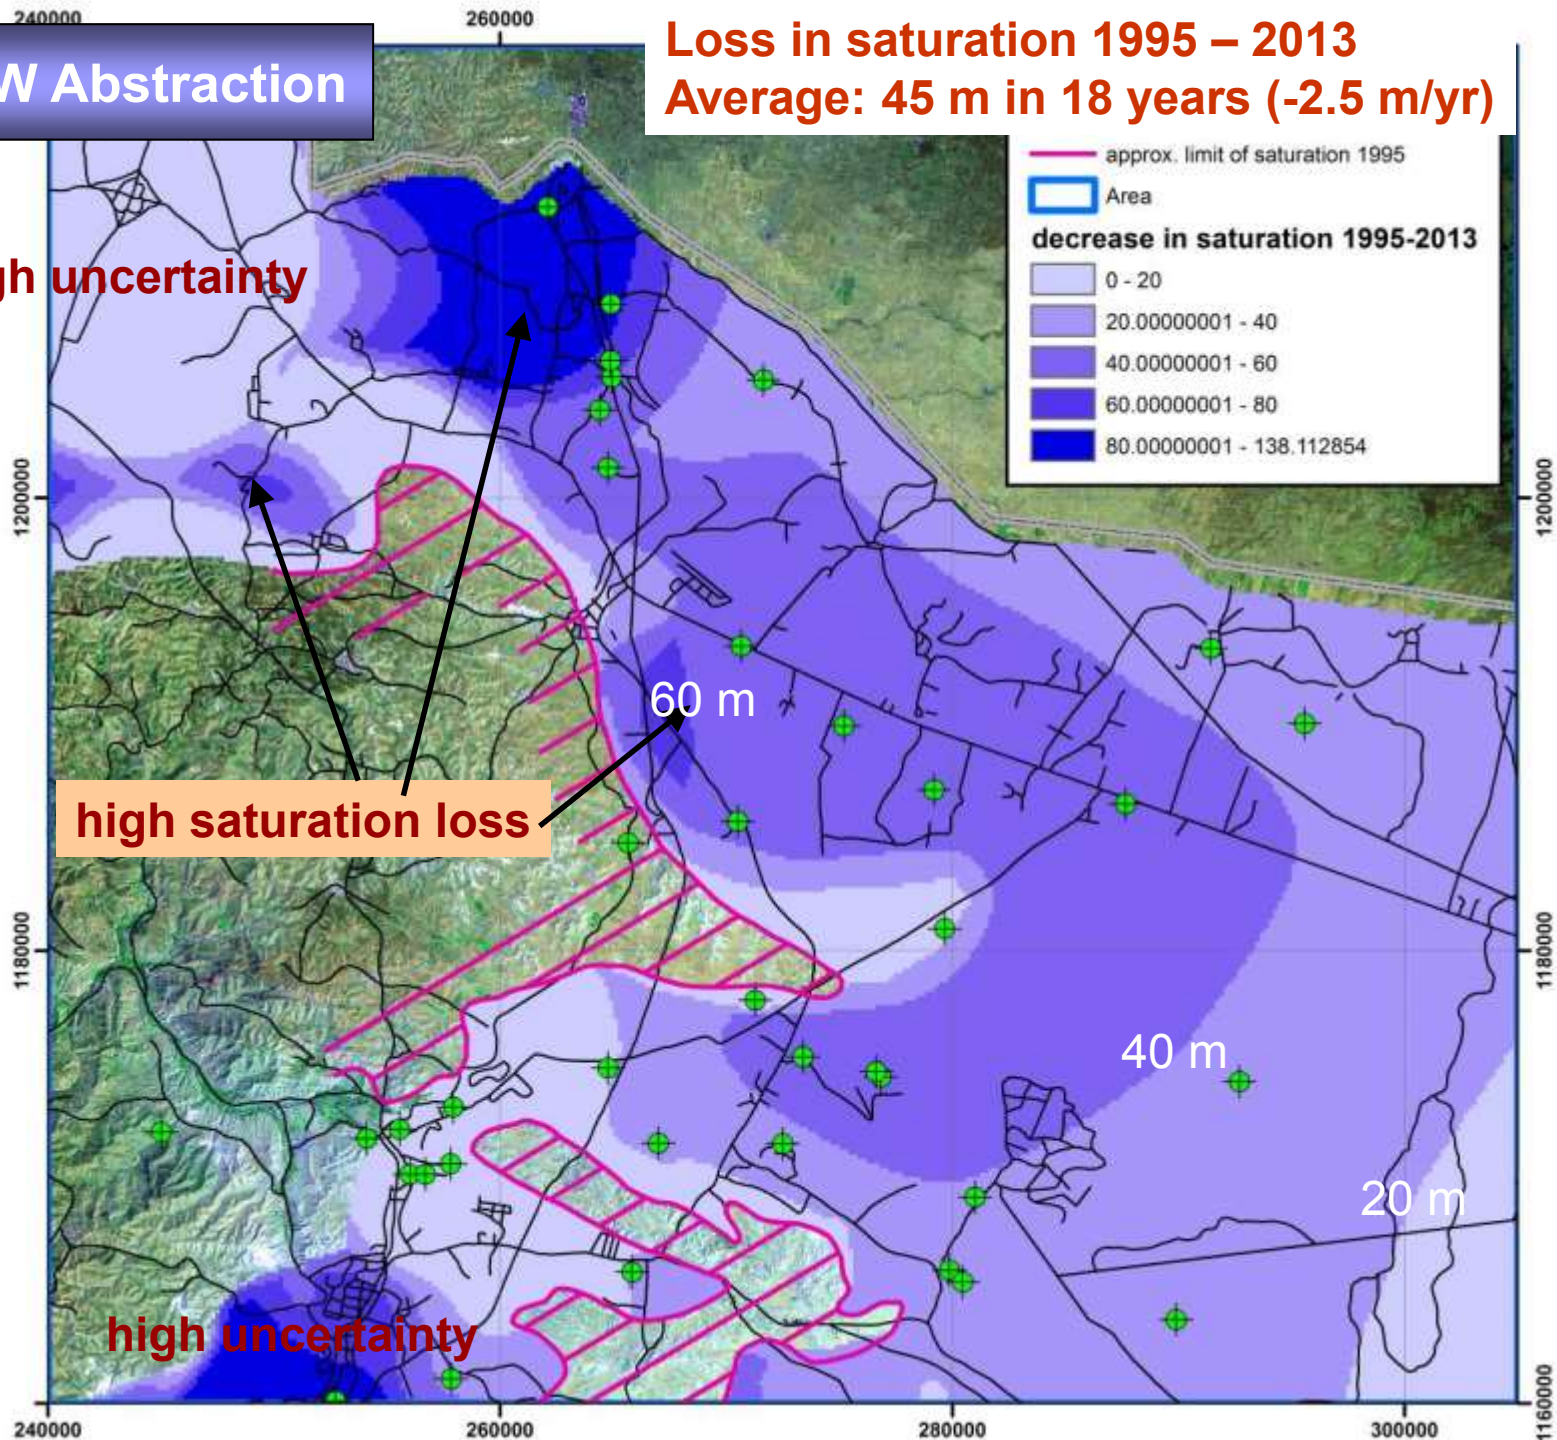 240000
260000
W Abstraction
Loss in saturation 1995 – 2013
Average: 45 m in 18 years (-2.5 m/yr)
approx. limit of saturation 1995
Area
decrease in saturation 1995-2013
0 - 20
20.00000001 - 40
40.00000001 - 60
60.00000001 - 80
80.00000001 - 138.112854
gh uncertainty
1200000
1200000
60 m
high saturation loss
1180000
1180000
40 m
20 m
high uncertainty
1160000
240000
260000
280000
300000